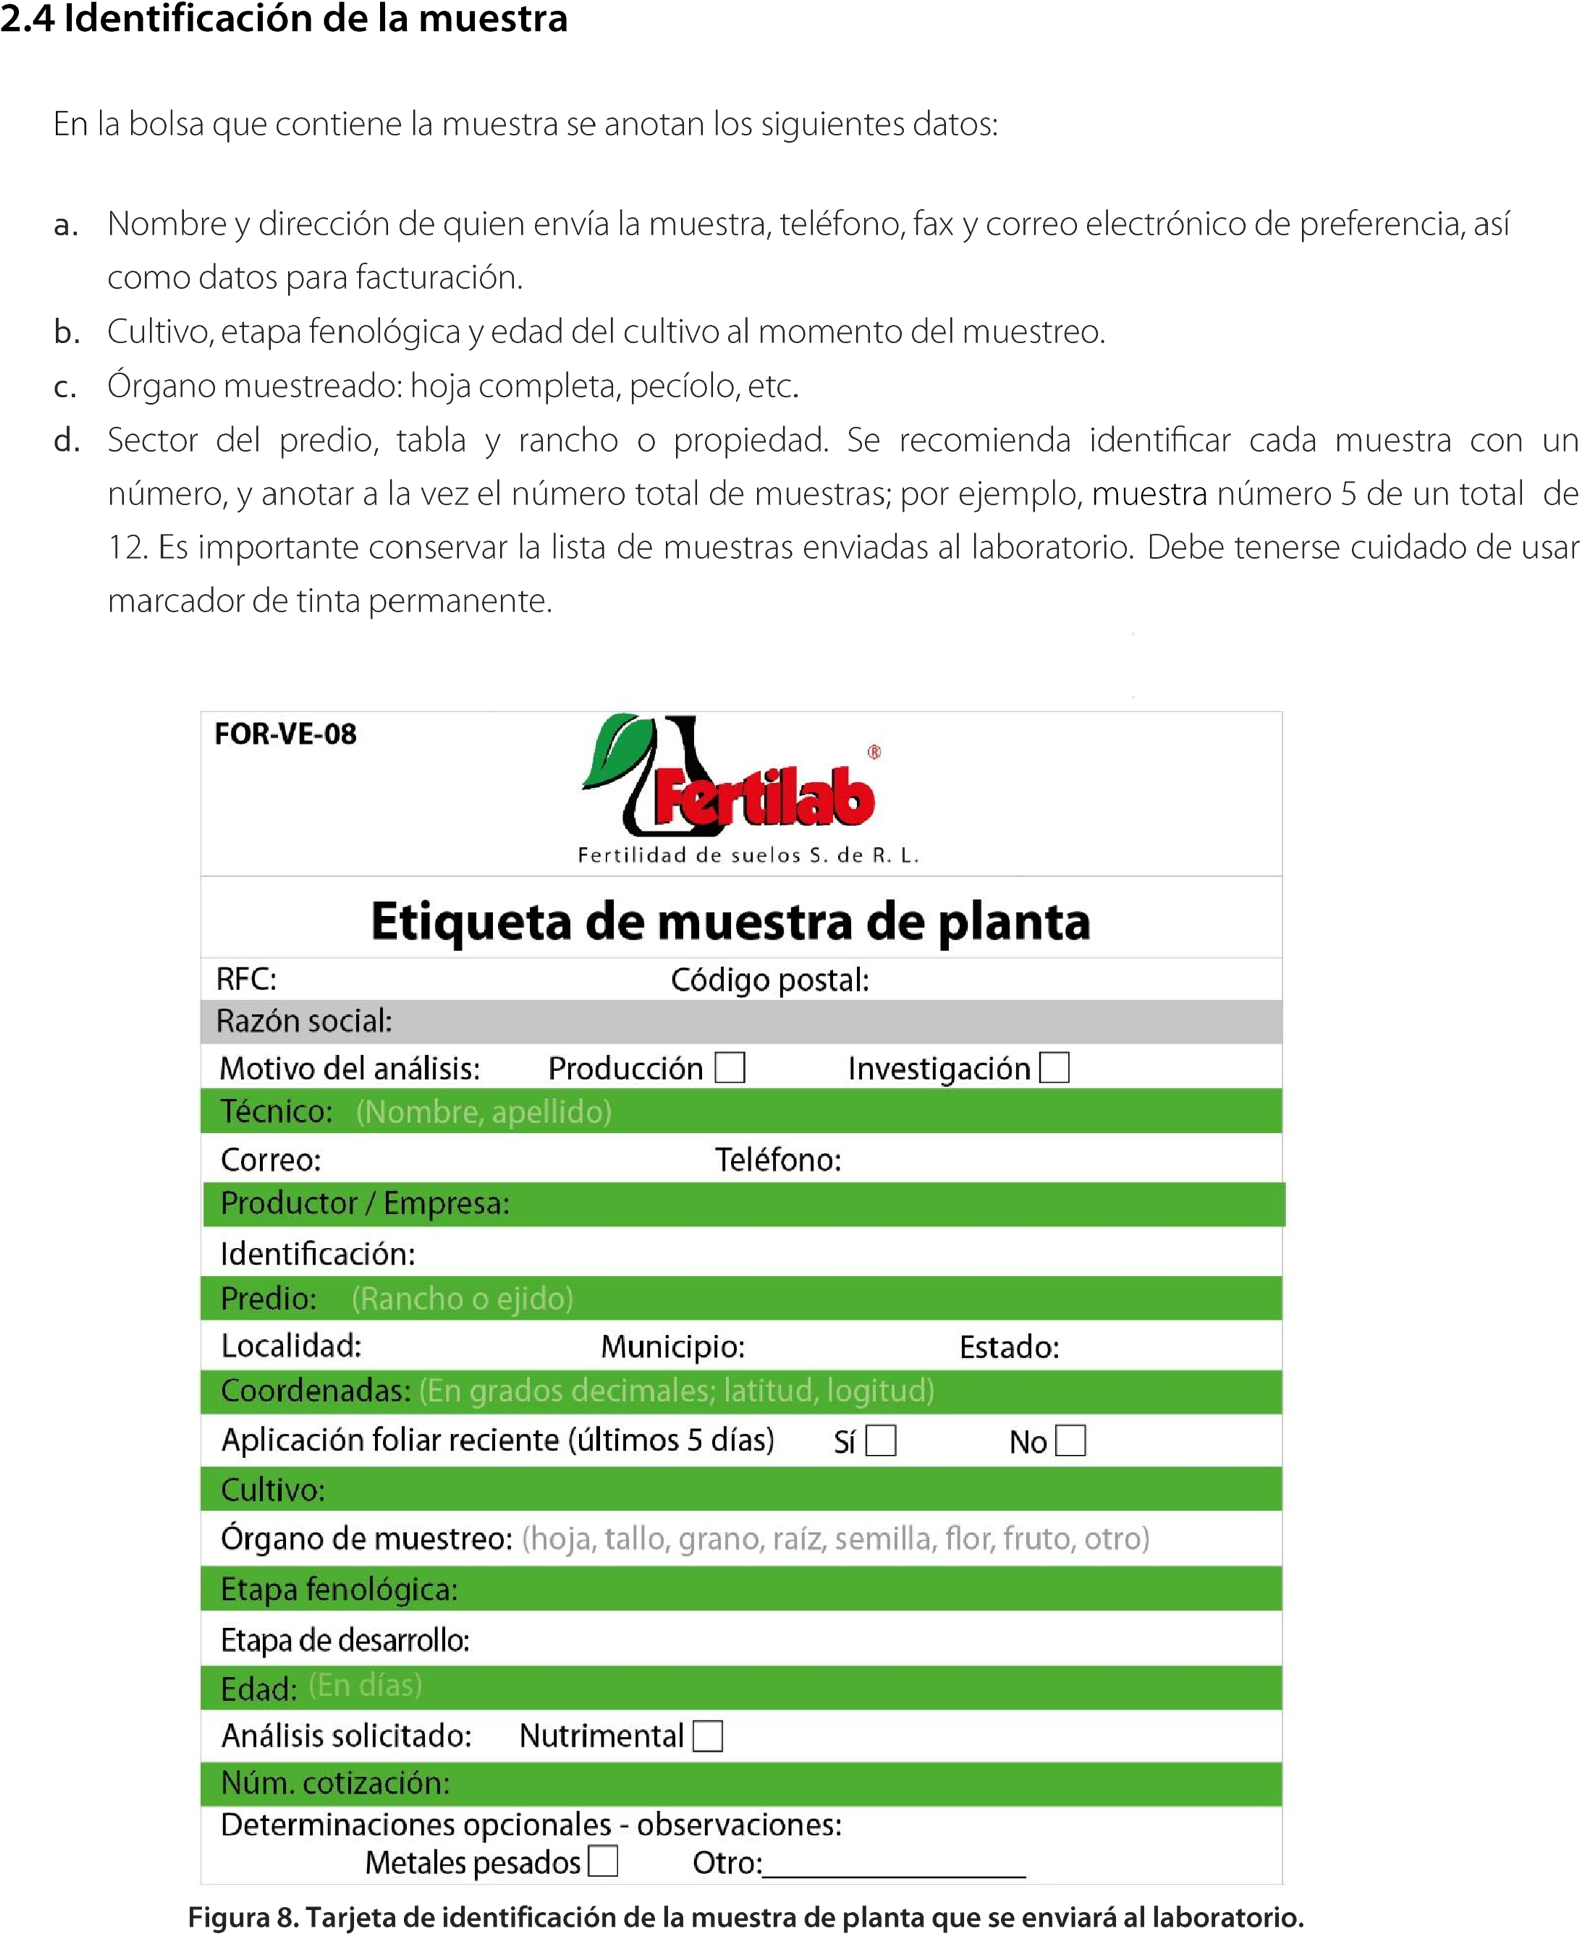 2.4 Identificación de la muestra
En la bolsa que contiene la muestra se anotan los siguientes datos:
a. Nombre y dirección de quien envía la muestra, teléfono, fax y correo electrónico de preferencia, así
como datos para facturación.
b. Cultivo, etapa fenológica y edad del cultivo al momento del muestreo.
c. Órgano muestreado: hoja completa, pecíolo, etc.
d. Sector del predio, tabla y rancho o propiedad. Se recomienda identificar cada muestra con un
número, y anotar a la vez el número total de muestras; por ejemplo, muestra número 5 de un total de
12. Es importante conservar la lista de muestras enviadas al laboratorio. Debe tenerse cuidado de usar
marcador de tinta permanente.
FOR-VE-08
Fertilab ®
Fertilidad de suelos S. de R. L.
Etiqueta de muestra de planta
RFC: Código postal:
Razón social:
Motivo del análisis: Producción Investigación
Técnico: (Nombre, apellido)
Correo: Teléfono:
Productor / Empresa:
Identificación:
Predio: (Rancho o ejido)
Localidad: Municipio: Estado:
Coordenadas: (En grados decimales; latitud, logitud)
Aplicación foliar reciente (últimos 5 días) Sí No
Cultivo:
Órgano de muestreo: (hoja, tallo, grano, raíz, semilla, flor, fruto, otro)
Etapa fenológica:
Etapa de desarrollo:
Edad: (En días)
Análisis solicitado: Nutrimental
Núm. cotización:
Determinaciones opcionales - observaciones:
Metales pesados Otro:
Figura 8. Tarjeta de identificación de la muestra de planta que se enviará al laboratorio.